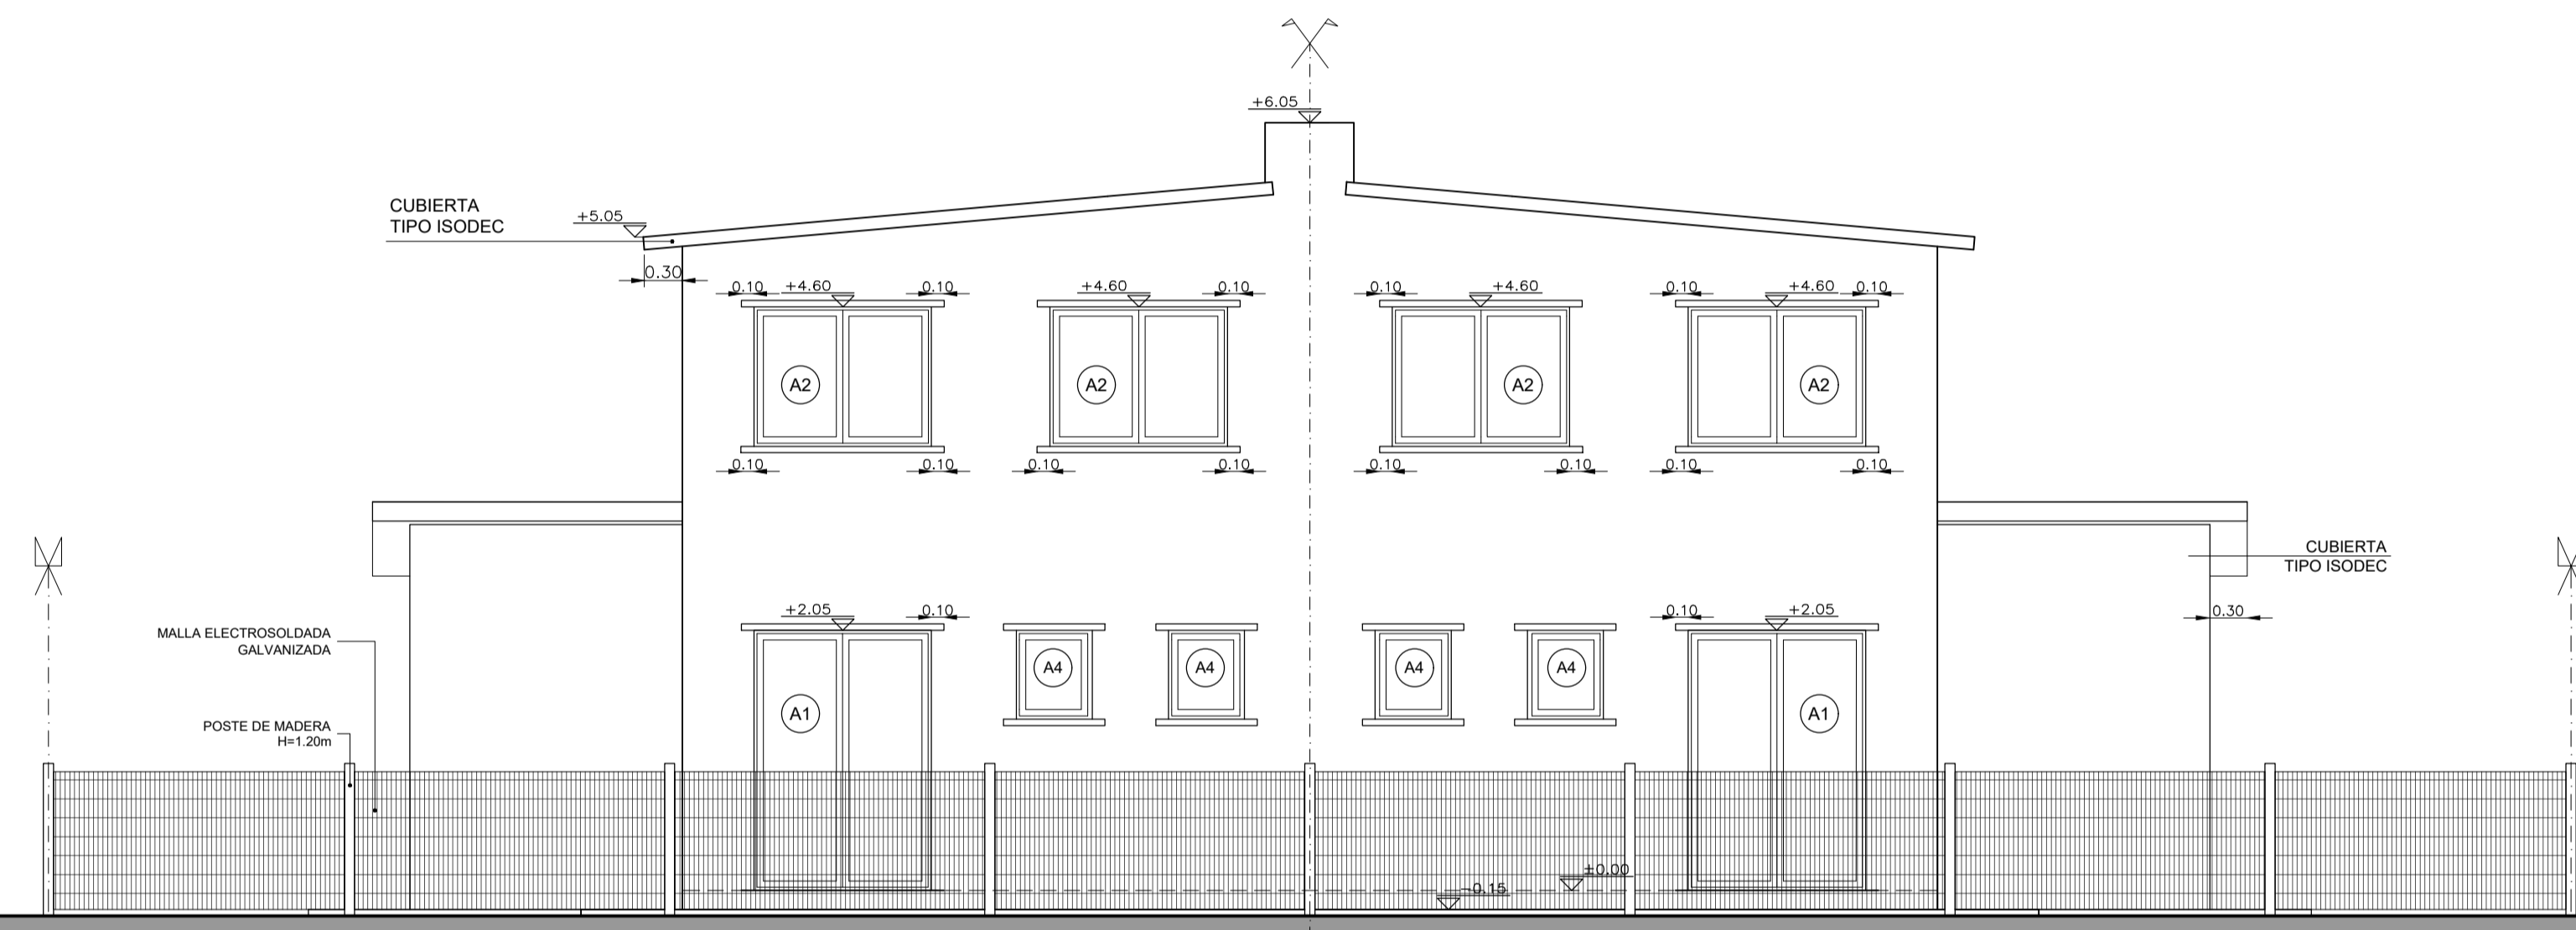 +6.05
CUBIERTA
TIPO ISODEC
+5.05
0.30
0.10 +4.60 0.10 +4.60 0.10 0.10 +4.60 0.10 +4.60 0.10
A2 A2 A2 A2
0.10 0.10 0.10 0.10 0.10 0.10 0.10 0.10
CUBIERTA
TIPO ISODEC
+2.05 0.10 0.10 +2.05 0.30
MALLA ELECTROSOLDADA
GALVANIZADA
A4 A4 A4 A4
A1 A1
POSTE DE MADERA
H=1.20m
±0.00
-0.15